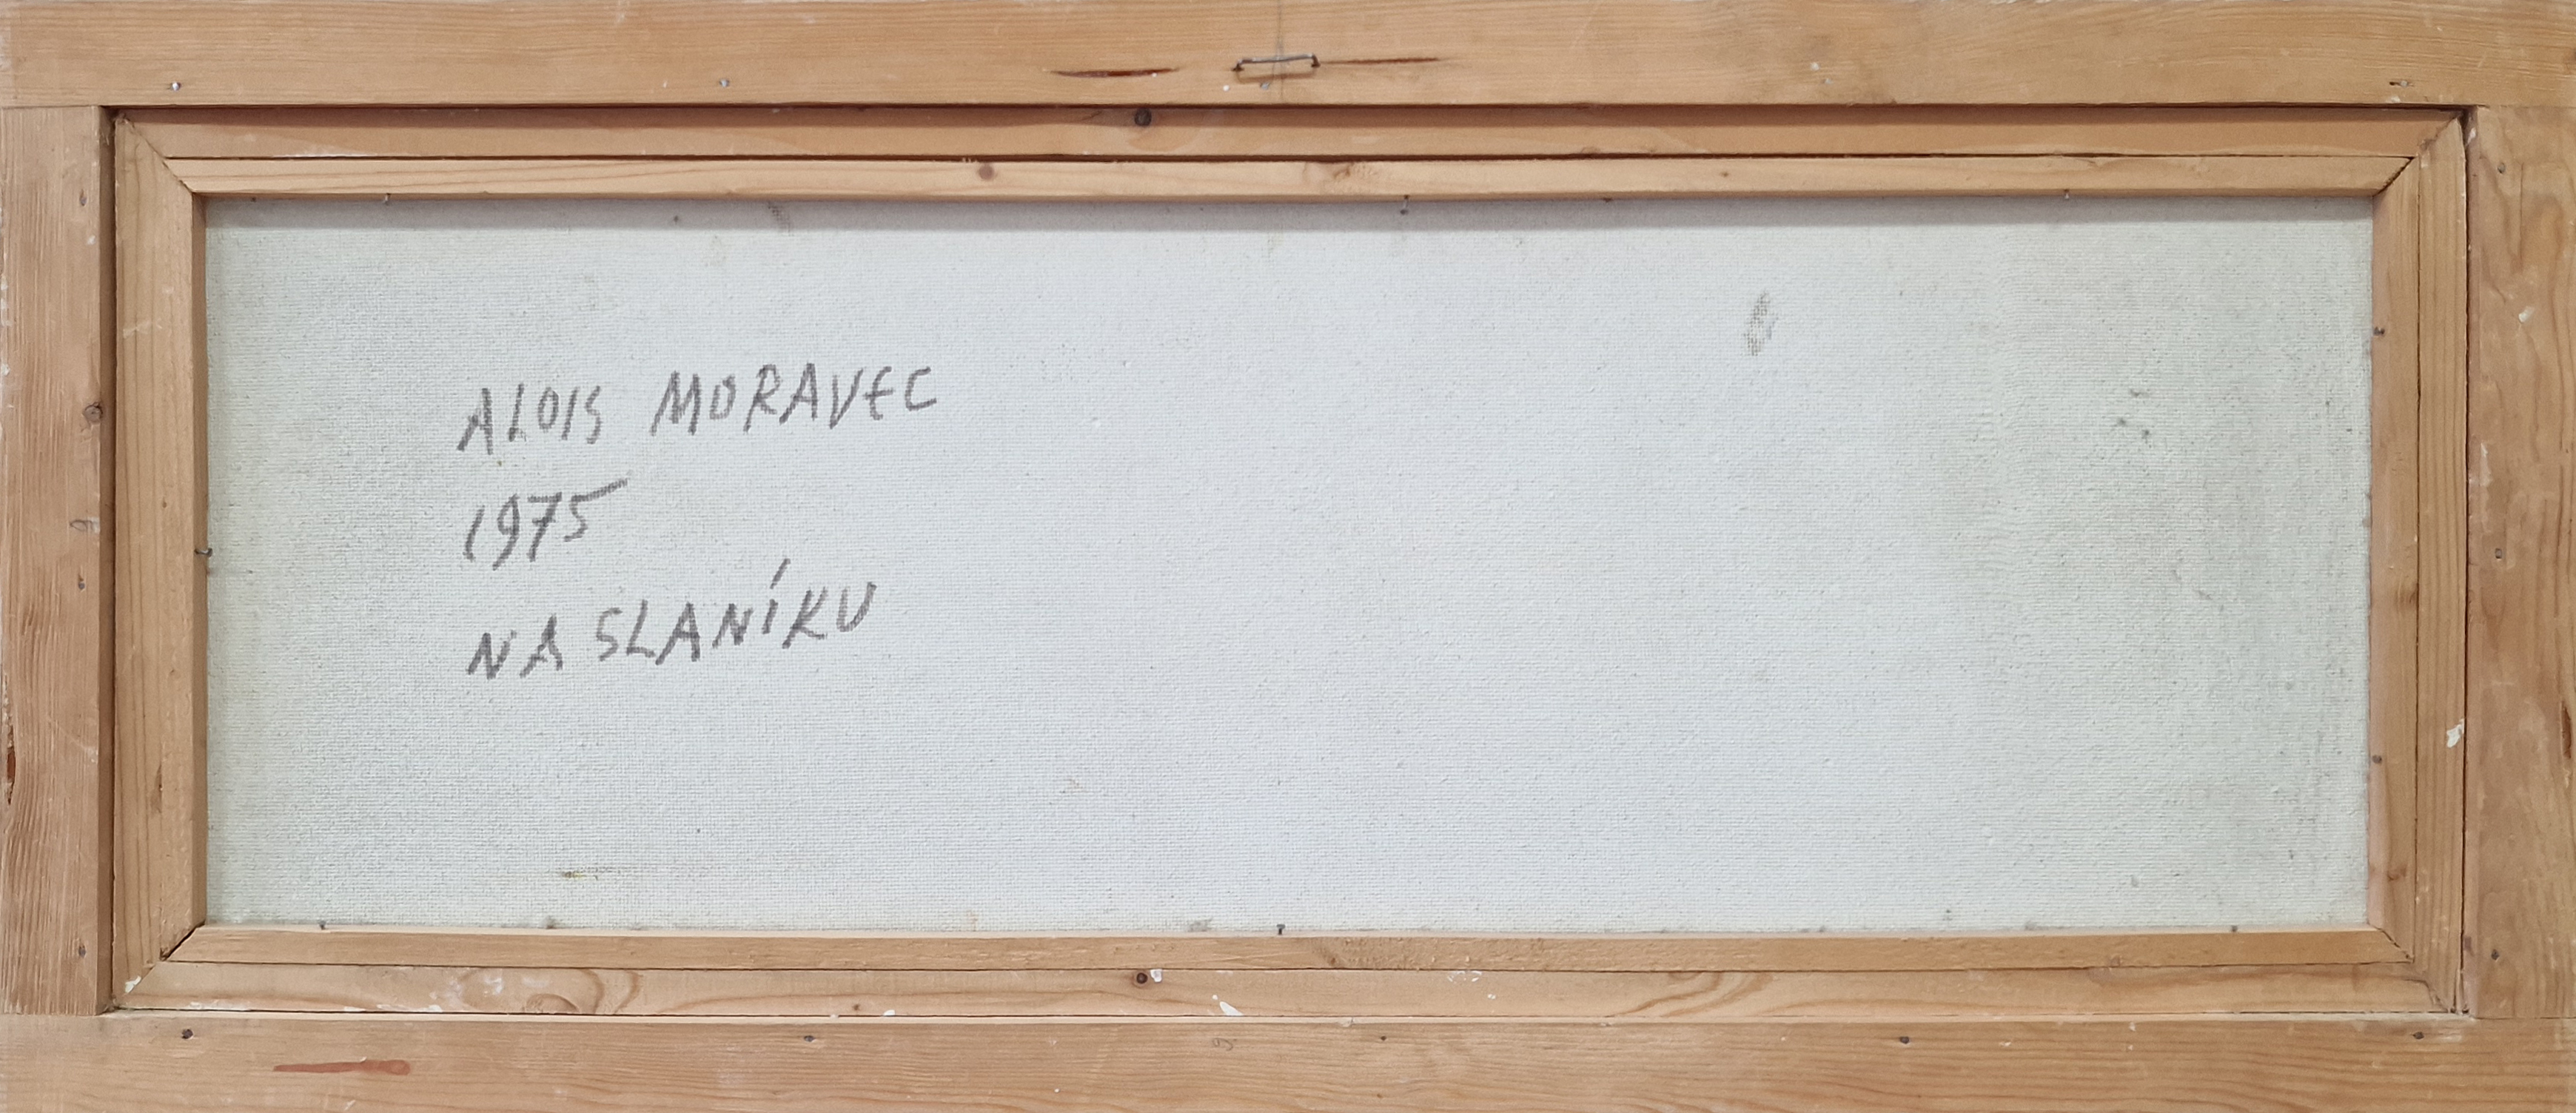 ALOIS MORAVEC
1975
NA SLANÍKU